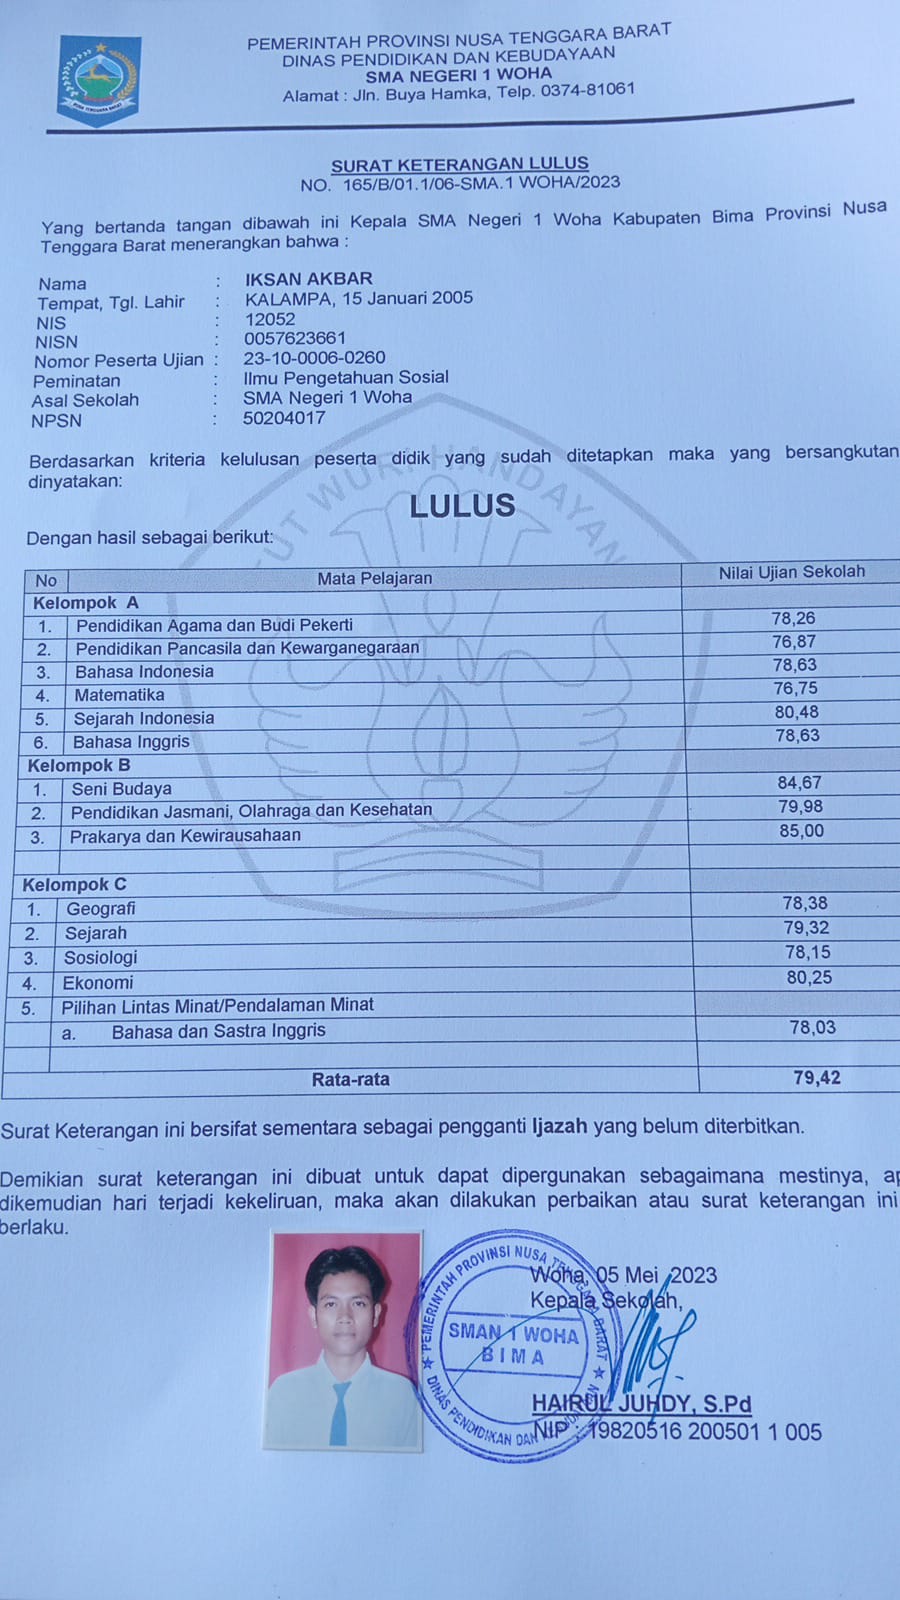 PEMERINTAH PROVINSI NUSA TENGGARA BARAT
DINAS PENDIDIKAN DAN KEBUDAYAAN
SMA NEGERI 1 WOHA
Alamat : Jln. Buya Hamka, Telp. 0374-81061
NUSA TENGGARA BARAT
SURAT KETERANGAN LULUS
NO. 165/B/01.1/06-SMA.1 WOHA/2023
Yang bertanda tangan dibawah ini Kepala SMA Negeri 1 Woha Kabupaten Bima Provinsi Nusa
Tenggara Barat menerangkan bahwa :
Nama : IKSAN AKBAR
Tempat, Tgl. Lahir : KALAMPA, 15 Januari 2005
NIS : 12052
NISN : 0057623661
Nomor Peserta Ujian : 23-10-0006-0260
Peminatan : Ilmu Pengetahuan Sosial
Asal Sekolah : SMA Negeri 1 Woha
NPSN : 50204017
Berdasarkan kriteria kelulusan peserta didik yang sudah ditetapkan maka yang bersangkutan
dinyatakan:
LULUS
Dengan hasil sebagai berikut:
No Mata Pelajaran Nilai Ujian Sekolah
Kelompok A
1. Pendidikan Agama dan Budi Pekerti 78,26
2. Pendidikan Pancasila dan Kewarganegaraan 76,87
3. Bahasa Indonesia 78,63
4. Matematika 76,75
5. Sejarah Indonesia 80,48
6. Bahasa Inggris 78,63
Kelompok B
1. Seni Budaya 84,67
2. Pendidikan Jasmani, Olahraga dan Kesehatan 79,98
3. Prakarya dan Kewirausahaan 85,00
Kelompok C
1. Geografi 78,38
2. Sejarah 79,32
3. Sosiologi 78,15
4. Ekonomi 80,25
5. Pilihan Lintas Minat/Pendalaman Minat
a. Bahasa dan Sastra Inggris 78,03
Rata-rata 79,42
Surat Keterangan ini bersifat sementara sebagai pengganti Ijazah yang belum diterbitkan.
Demikian surat keterangan ini dibuat untuk dapat dipergunakan sebagaimana mestinya, ap
dikemudian hari terjadi kekeliruan, maka akan dilakukan perbaikan atau surat keterangan ini
berlaku.
Woha, 05 Mei 2023
Kepala Sekolah,
PEMERINTAH PROVINSI NUSA TENGGARA BARAT
SMAN 1 WOHA
BIMA
DINAS PENDIDIKAN DAN
HAIRUL JUHDY, S.Pd
NIP : 19820516 200501 1 005